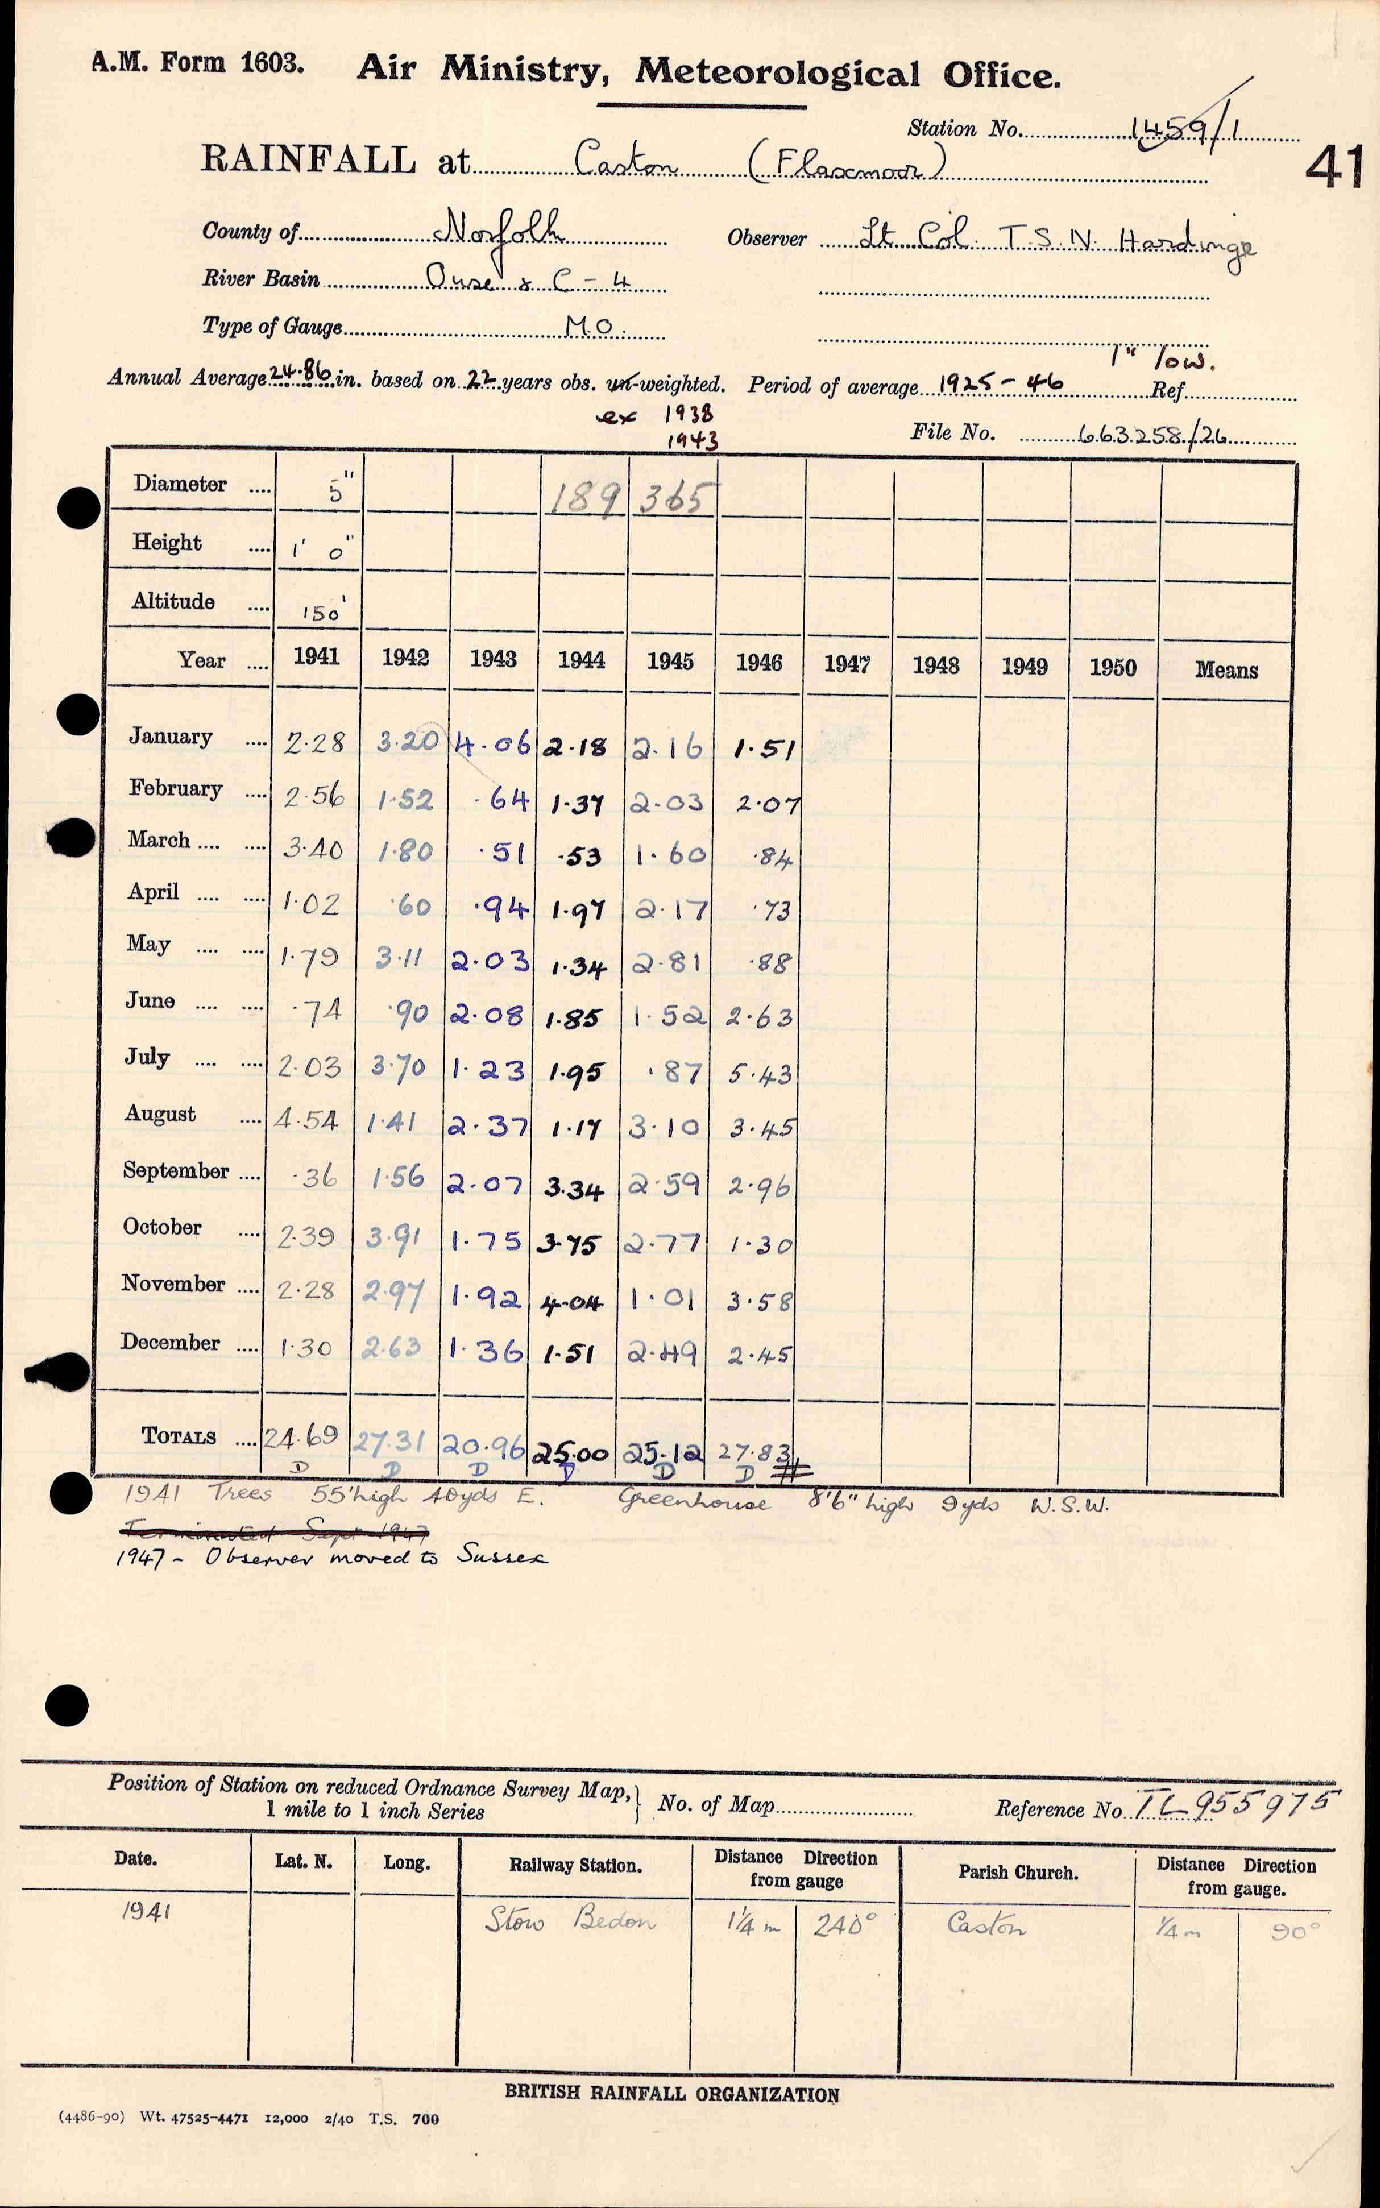 A.M. Form 1603. Air Ministry, Meteorological Office.
Station No. 1459/1
RAINFALL at Caston (Flaxmoor)
41
County of Norfolk Observer Lt Col. T.S.N. Hardinge
River Basin Ouse & C - 4
Type of Gauge M.O.
1" low.
Annual Average 24.86 in. based on 22 years obs. un-weighted. Period of average 1925-46 Ref.
ex 1938
1943
File No. 663258/26
Diameter .... 5" 189 365
Height .... 1' 0"
Altitude .... 150'
Year .... 1941 1942 1943 1944 1945 1946 1947 1948 1949 1950 Means
January .... 2.28 3.20 4.06 2.18 2.16 1.51
February .... 2.56 1.52 .64 1.37 2.03 2.07
March .... .... 3.40 1.80 .51 .53 1.60 .84
April .... .... 1.02 .60 .94 1.97 2.17 .73
May .... .... 1.79 3.11 2.03 1.34 2.81 .88
June .... .... .74 .90 2.08 1.85 1.52 2.63
July .... .... 2.03 3.70 1.23 1.95 .87 5.43
August .... 4.54 1.41 2.37 1.17 3.10 3.45
September .... .36 1.56 2.07 3.34 2.59 2.96
October .... 2.39 3.91 1.75 3.75 2.77 1.30
November .... 2.28 2.97 1.92 4.04 1.01 3.58
December .... 1.30 2.63 1.36 1.51 2.49 2.45
TOTALS .... 24.69 27.31 20.96 25.00 25.12 27.83
D D D D D D
1941 Trees 55' high 40yds E. Greenhouse 8'6" high 9yds W.S.W.
Terminated Sept 1947
1947 - Observer moved to Sussex
Position of Station on reduced Ordnance Survey Map, } No. of Map Reference No. TL955975
1 mile to 1 inch Series
Date. Lat. N. Long. Railway Station. Distance Direction from gauge Parish Church. Distance Direction from gauge.
1941 Stow Bedon 1¼ m 240° Caston ¼ m 90°
BRITISH RAINFALL ORGANIZATION
(4486-90) Wt. 47525-4471 12,000 2/40 T.S. 700